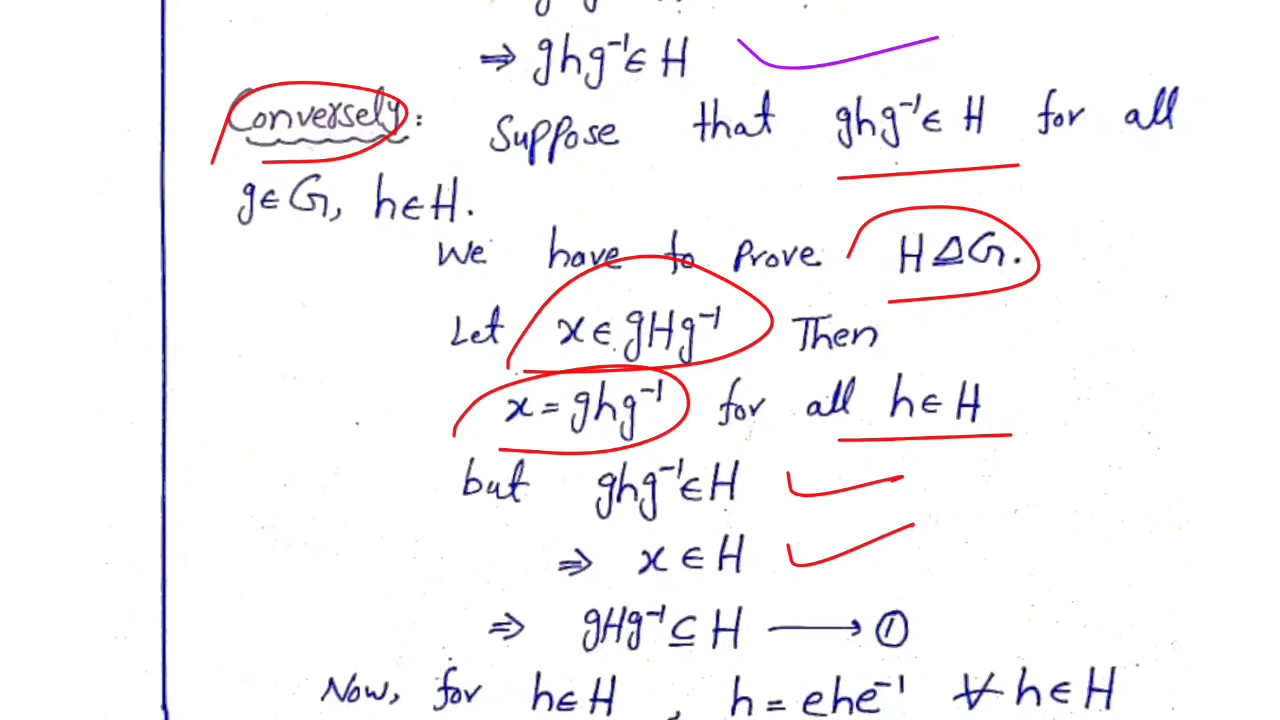 ⇒ ghg⁻¹∈ H
Conversely: Suppose that ghg⁻¹∈ H for all
g∈G, h∈H.
We have to prove H∆G.
Let x∈ gHg⁻¹ Then
x = ghg⁻¹ for all h∈H
but ghg⁻¹∈H
⇒ x∈H
⇒ gHg⁻¹⊆H ⟶ ①
Now, for h∈H , h = ehe⁻¹ ∀ h∈H